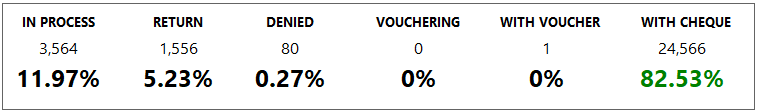 IN PROCESS RETURN DENIED VOUCHERING WITH VOUCHER WITH CHEQUE
3,564 1,556 80 0 1 24,566
11.97% 5.23% 0.27% 0% 0% 82.53%